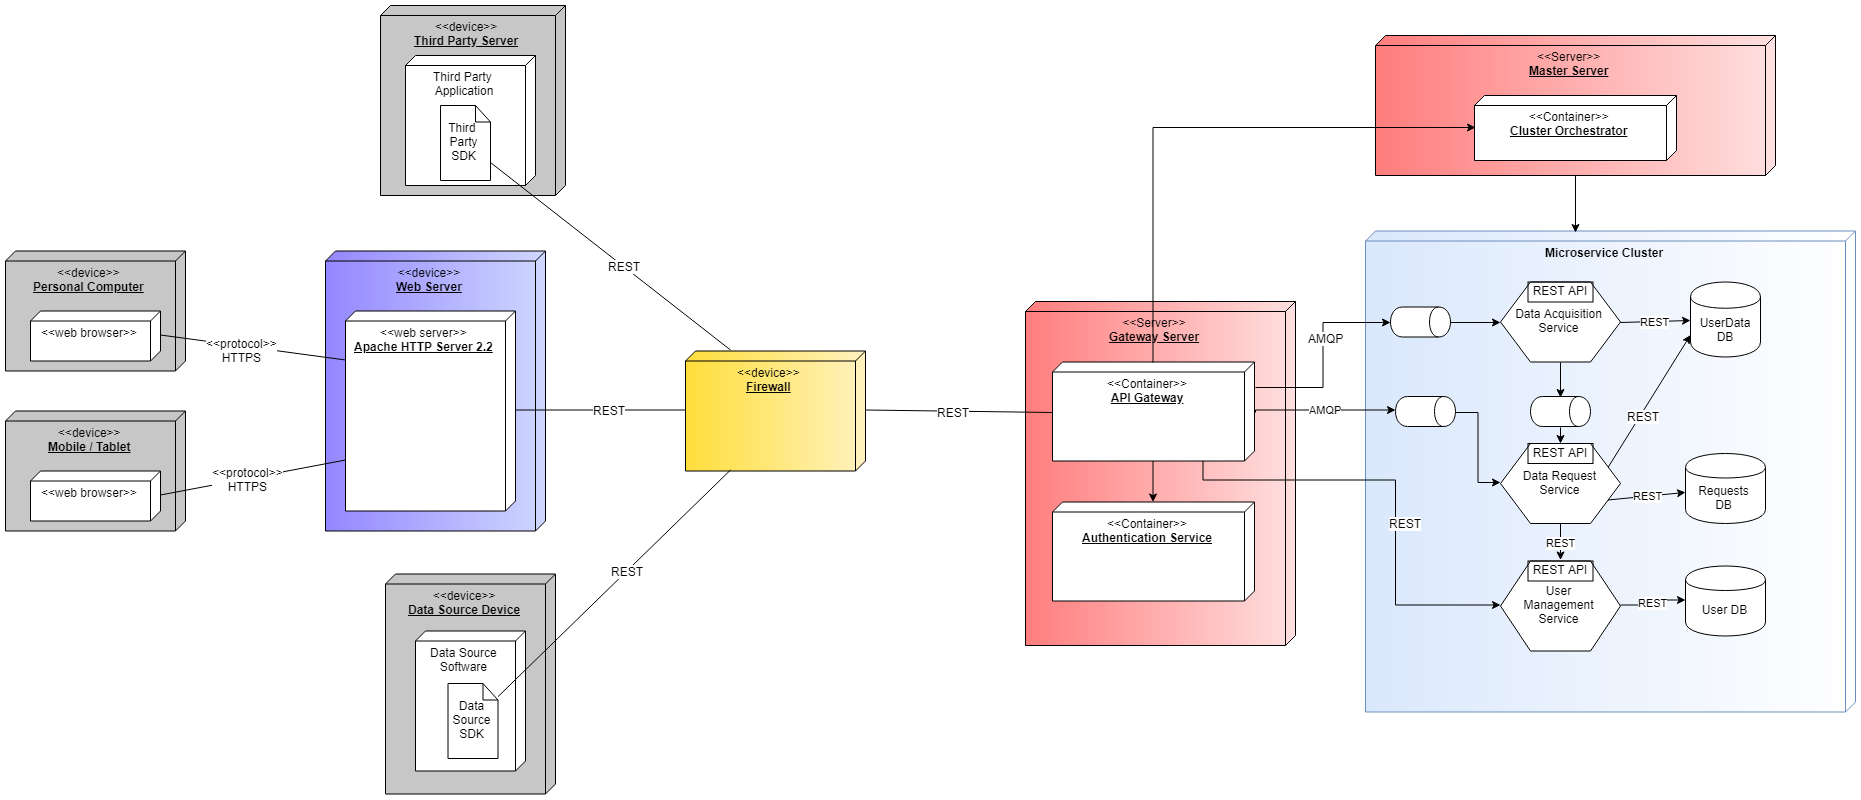 <<device>>
Third Party Server
Third Party
Application
Third
Party
SDK
<<Server>>
Master Server
<<Container>>
Cluster Orchestrator
<<device>>
Personal Computer
<<web browser>>
<<protocol>>
HTTPS
<<device>>
Mobile / Tablet
<<web browser>>
<<protocol>>
HTTPS
<<device>>
Web Server
<<web server>>
Apache HTTP Server 2.2
REST
REST
<<device>>
Firewall
REST
REST
<<device>>
Data Source Device
Data Source
Software
Data
Source
SDK
<<Server>>
Gateway Server
<<Container>>
API Gateway
<<Container>>
Authentication Service
AMQP
AMQP
REST
Microservice Cluster
REST API
Data Acquisition
Service
REST
UserData
DB
REST
REST API
Data Request
Service
REST
Requests
DB
REST
REST API
User
Management
Service
REST
User DB